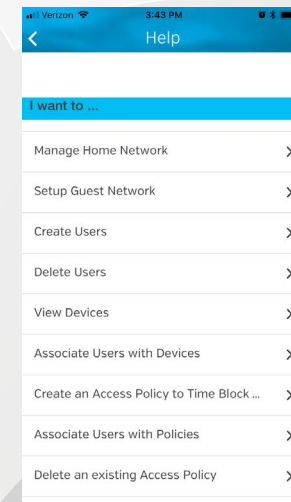 Verizon 3:43 PM
Help
I want to ...
Manage Home Network
Setup Guest Network
Create Users
Delete Users
View Devices
Associate Users with Devices
Create an Access Policy to Time Block ...
Associate Users with Policies
Delete an existing Access Policy